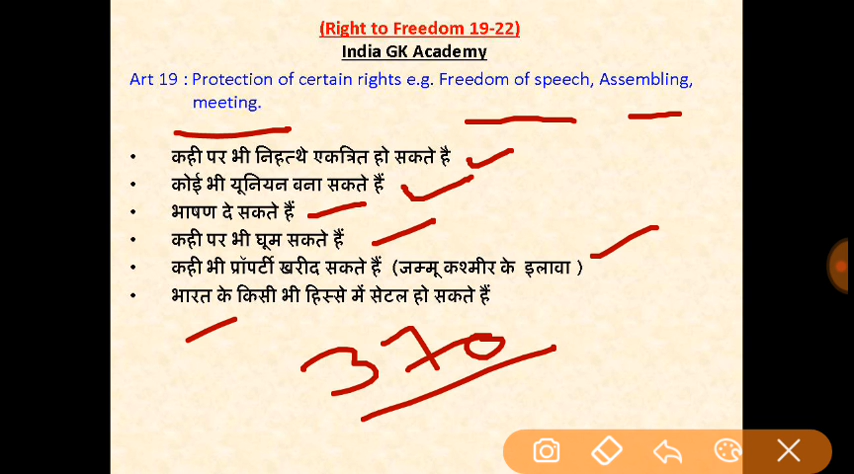 (Right to Freedom 19-22)
India GK Academy
Art 19 : Protection of certain rights e.g. Freedom of speech, Assembling,
meeting.
• कही पर भी निहत्थे एकत्रित हो सकते है
• कोई भी यूनियन बना सकते हैं
• भाषण दे सकते हैं
• कही पर भी घूम सकते हैं
• कही भी प्रॉपर्टी खरीद सकते हैं (जम्मू कश्मीर के इलावा )
• भारत के किसी भी हिस्से में सेटल हो सकते हैं
370